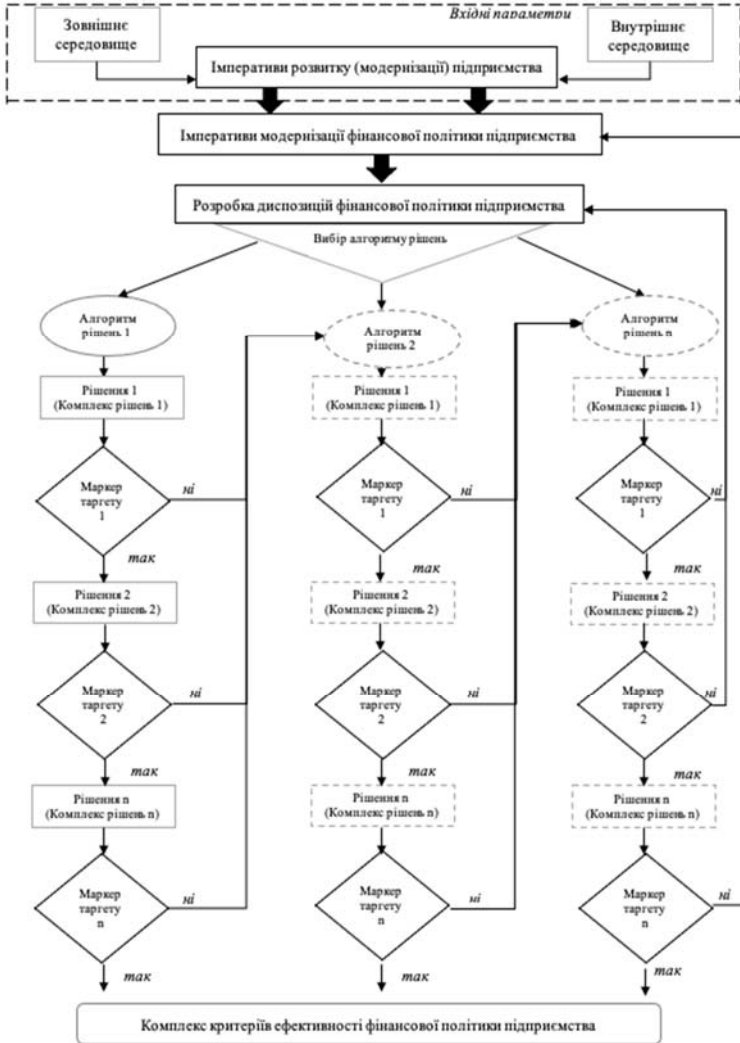 Вхідні параметри
Зовнішнє
середовище
Внутрішнє
середовище
Імперативи розвитку (модернізації) підприємства
Імперативи модернізації фінансової політики підприємства
Розробка диспозицій фінансової політики підприємства
Вибір алгоритму рішень
Алгоритм
рішень 1
Алгоритм
рішень 2
Алгоритм
рішень n
Рішення 1
(Комплекс рішень 1)
Рішення 1
(Комплекс рішень 1)
Рішення 1
(Комплекс рішень 1)
Маркер
таргету
1
ні
Маркер
таргету
1
ні
Маркер
таргету
1
ні
так
так
так
Рішення 2
(Комплекс рішень 2)
Рішення 2
(Комплекс рішень 2)
Рішення 2
(Комплекс рішень 2)
Маркер
таргету
2
ні
Маркер
таргету
2
ні
Маркер
таргету
2
ні
так
так
так
Рішення n
(Комплекс рішень n)
Рішення n
(Комплекс рішень n)
Рішення n
(Комплекс рішень n)
Маркер
таргету
n
ні
Маркер
таргету
n
ні
Маркер
таргету
n
ні
так
так
так
Комплекс критеріїв ефективності фінансової політики підприємства